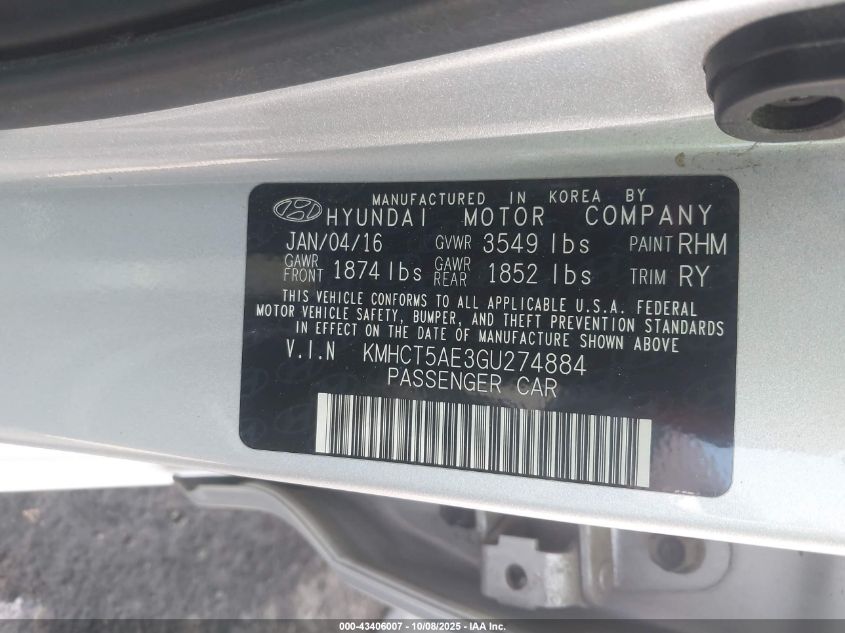 MANUFACTURED IN KOREA BY
HYUNDAI MOTOR COMPANY
JAN/04/16 GVWR 3549 lbs PAINT RHM
GAWR FRONT 1874 lbs GAWR REAR 1852 lbs TRIM RY
THIS VEHICLE CONFORMS TO ALL APPLICABLE U.S.A. FEDERAL
MOTOR VEHICLE SAFETY, BUMPER, AND THEFT PREVENTION STANDARDS
IN EFFECT ON THE DATE OF MANUFACTURE SHOWN ABOVE
V.I.N KMHCT5AE3GU274884
PASSENGER CAR
000-43406007 - 10/08/2025 - © Copyright 2025 - IAA Inc.